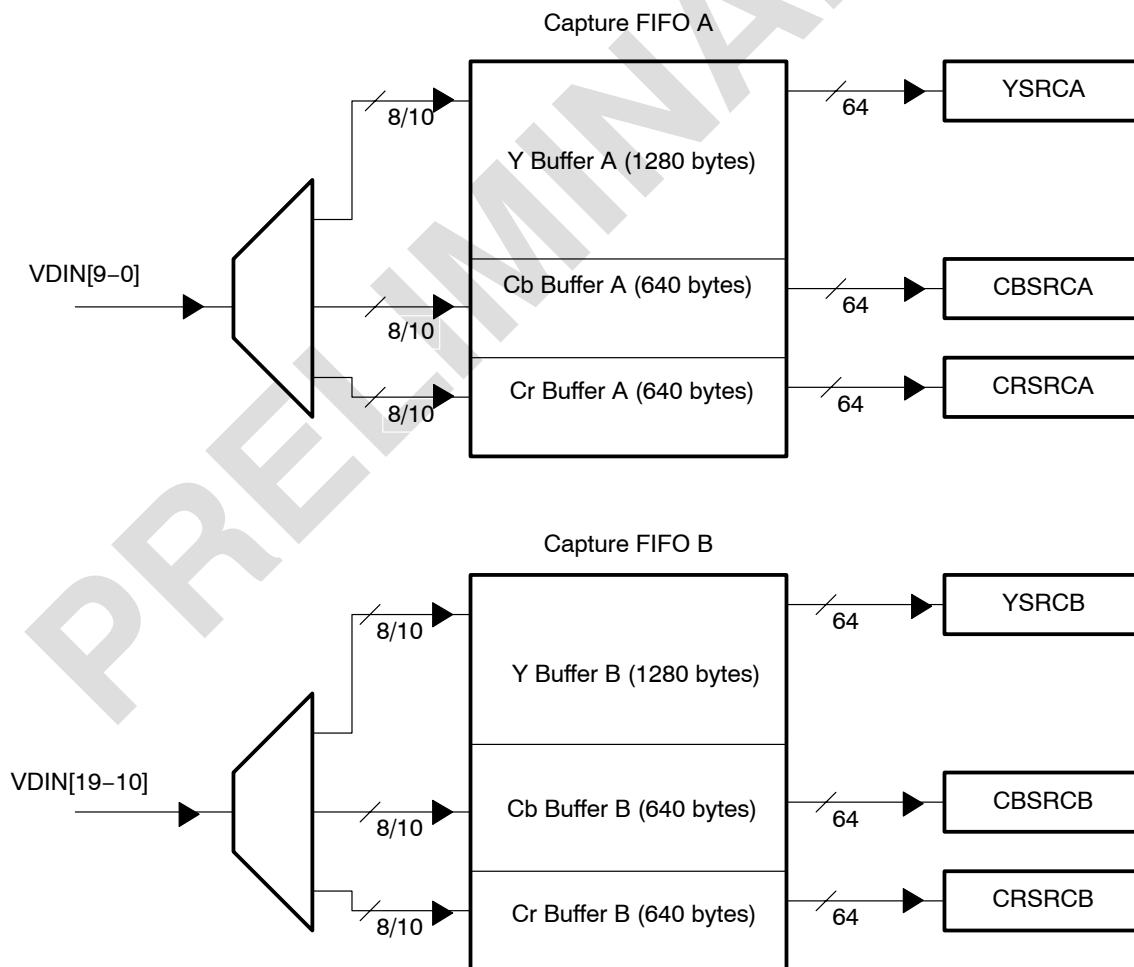 Capture FIFO A
YSRCA
8/10
64
Y Buffer A (1280 bytes)
VDIN[9−0]
Cb Buffer A (640 bytes)
CBSRCA
8/10
64
Cr Buffer A (640 bytes)
CRSRCA
8/10
64
PRELIMINA
Capture FIFO B
YSRCB
8/10
64
Y Buffer B (1280 bytes)
VDIN[19−10]
Cb Buffer B (640 bytes)
CBSRCB
8/10
64
Cr Buffer B (640 bytes)
CRSRCB
8/10
64